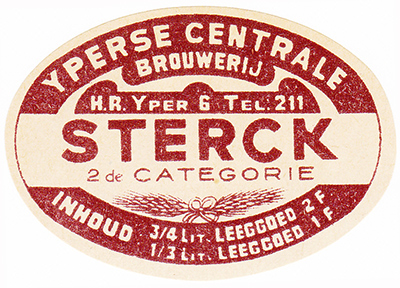 YPERSE CENTRALE
BROUWERIJ
H.R. YPER 6 TEL: 211
STERCK
2de CATEGORIE
INHOUD 3/4 LIT. LEEGGOED 2 F
1/3 LIT. LEEGGOED 1 F